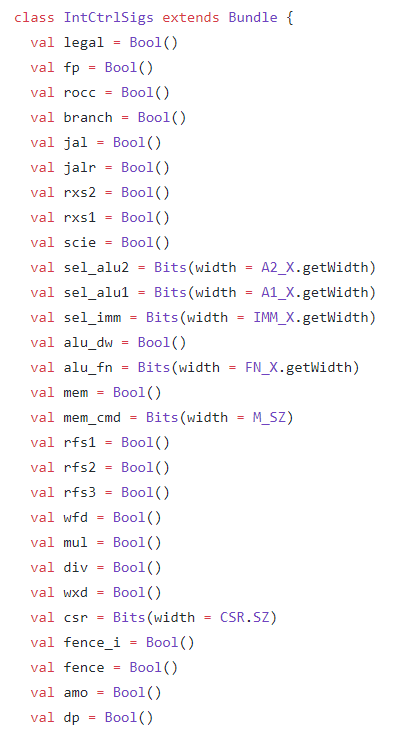 class IntCtrlSigs extends Bundle {
  val legal = Bool()
  val fp = Bool()
  val rocc = Bool()
  val branch = Bool()
  val jal = Bool()
  val jalr = Bool()
  val rxs2 = Bool()
  val rxs1 = Bool()
  val scie = Bool()
  val sel_alu2 = Bits(width = A2_X.getWidth)
  val sel_alu1 = Bits(width = A1_X.getWidth)
  val sel_imm = Bits(width = IMM_X.getWidth)
  val alu_dw = Bool()
  val alu_fn = Bits(width = FN_X.getWidth)
  val mem = Bool()
  val mem_cmd = Bits(width = M_SZ)
  val rfs1 = Bool()
  val rfs2 = Bool()
  val rfs3 = Bool()
  val wfd = Bool()
  val mul = Bool()
  val div = Bool()
  val wxd = Bool()
  val csr = Bits(width = CSR.SZ)
  val fence_i = Bool()
  val fence = Bool()
  val amo = Bool()
  val dp = Bool()